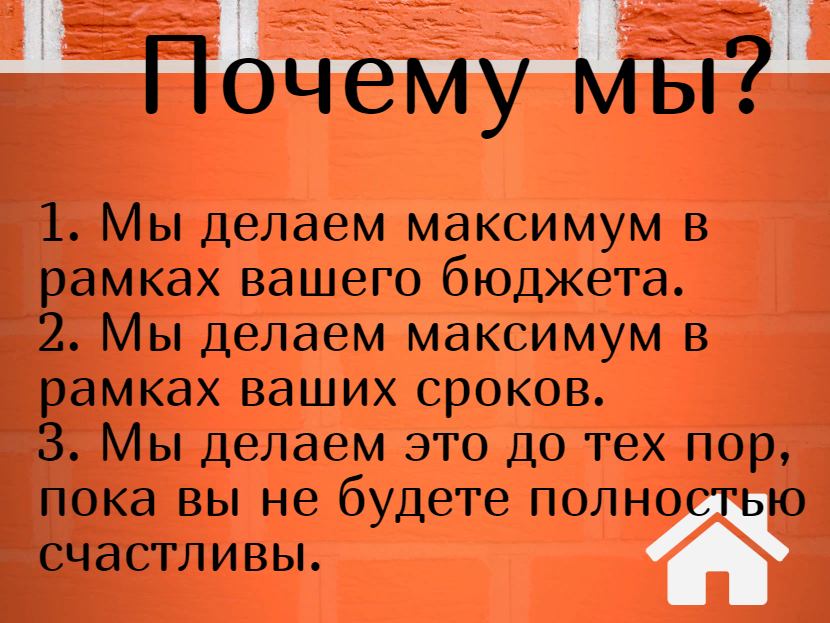 Почему мы?
1. Мы делаем максимум в
рамках вашего бюджета.
2. Мы делаем максимум в
рамках ваших сроков.
3. Мы делаем это до тех пор,
пока вы не будете полностью
счастливы.